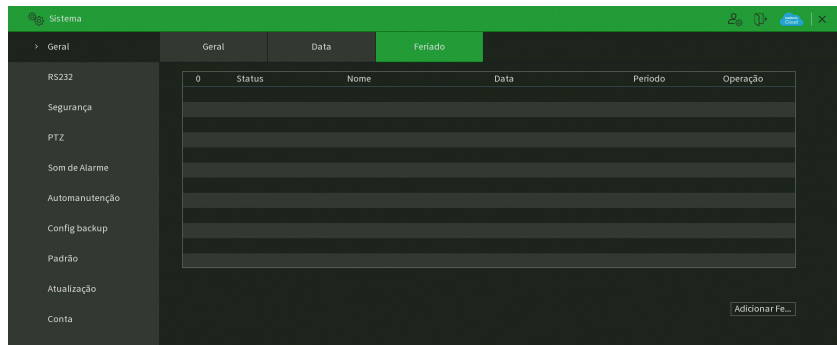 Sistema
Geral
RS232
Segurança
PTZ
Som de Alarme
Automanutenção
Config backup
Padrão
Atualização
Conta
Geral Data Feriado
0 Status Nome Data Período Operação
Adicionar Fe...